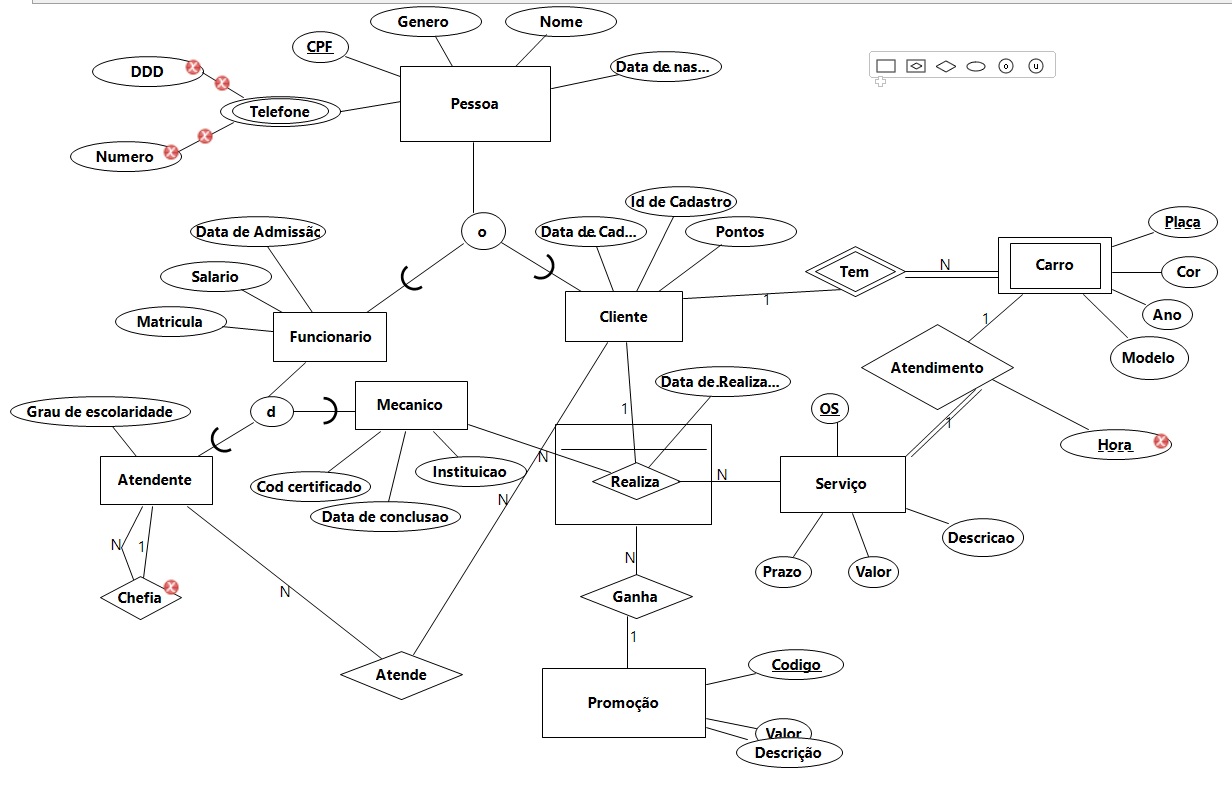 Genero
Nome
CPF
Data de nas...
DDD
Pessoa
Telefone
Numero
o
u
Id de Cadastro
Data de Cad...
Pontos
o
Data de Admissão
Salario
Matricula
Funcionario
Cliente
Tem
N
1
Carro
Placa
Cor
Ano
Modelo
1
Atendimento
1
Hora
Data de Realiza...
Mecanico
d
Grau de escolaridade
1
OS
N
Atendente
Cod certificado
Instituicao
Data de conclusao
N
Realiza
N
Serviço
Descricao
Prazo
Valor
N
1
Chefia
N
N
Ganha
1
Atende
Promoção
Codigo
Valor
Descrição